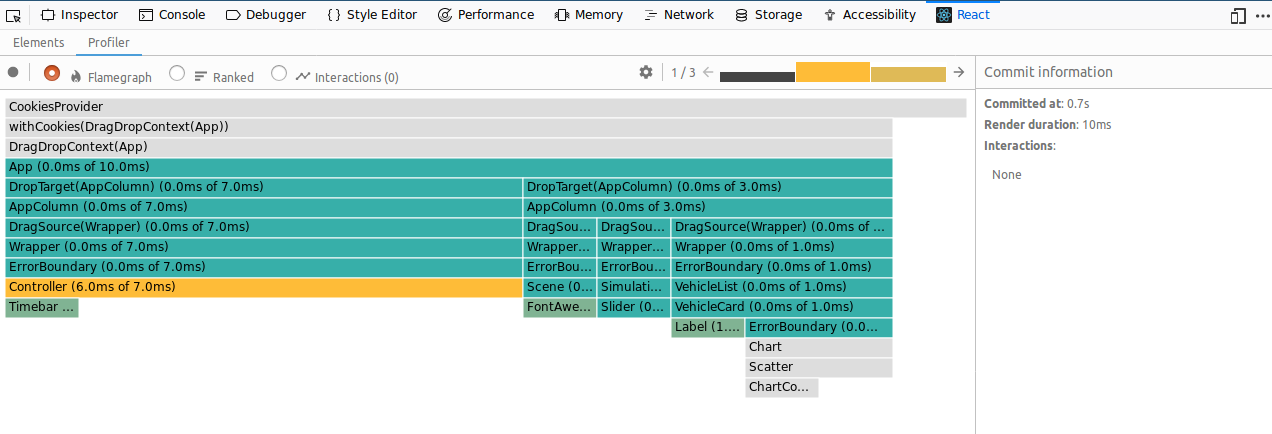 Inspector Console Debugger { } Style Editor Performance Memory Network Storage Accessibility React
Elements Profiler
Flamegraph Ranked Interactions (0) 1 / 3
Commit information
Committed at: 0.7s
Render duration: 10ms
Interactions:
None
CookiesProvider
withCookies(DragDropContext(App))
DragDropContext(App)
App (0.0ms of 10.0ms)
DropTarget(AppColumn) (0.0ms of 7.0ms) DropTarget(AppColumn) (0.0ms of 3.0ms)
AppColumn (0.0ms of 7.0ms) AppColumn (0.0ms of 3.0ms)
DragSource(Wrapper) (0.0ms of 7.0ms) DragSou... DragSou... DragSource(Wrapper) (0.0ms of ...
Wrapper (0.0ms of 7.0ms) Wrapper... Wrapper... Wrapper (0.0ms of 1.0ms)
ErrorBoundary (0.0ms of 7.0ms) ErrorBou... ErrorBou... ErrorBoundary (0.0ms of 1.0ms)
Controller (6.0ms of 7.0ms) Scene (0... Simulati... VehicleList (0.0ms of 1.0ms)
Timebar ... FontAwe... Slider (0... VehicleCard (0.0ms of 1.0ms)
Label (1.... ErrorBoundary (0.0...
Chart
Scatter
ChartCo...